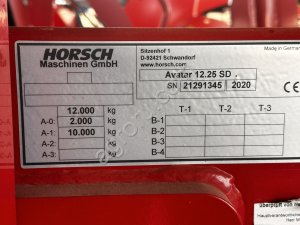 HORSCH
Maschinen GmbH
Sitzenhof 1
D-92421 Schwandorf
www.horsch.com
Made in Germany
Avatar 12.25 SD
SN 21291345 2020
12.000 kg
A-0: 2.000 kg
A-1: 10.000 kg
A-2: kg
A-3: kg
T-1 T-2 T-3
B-1
B-2
B-3
B-4